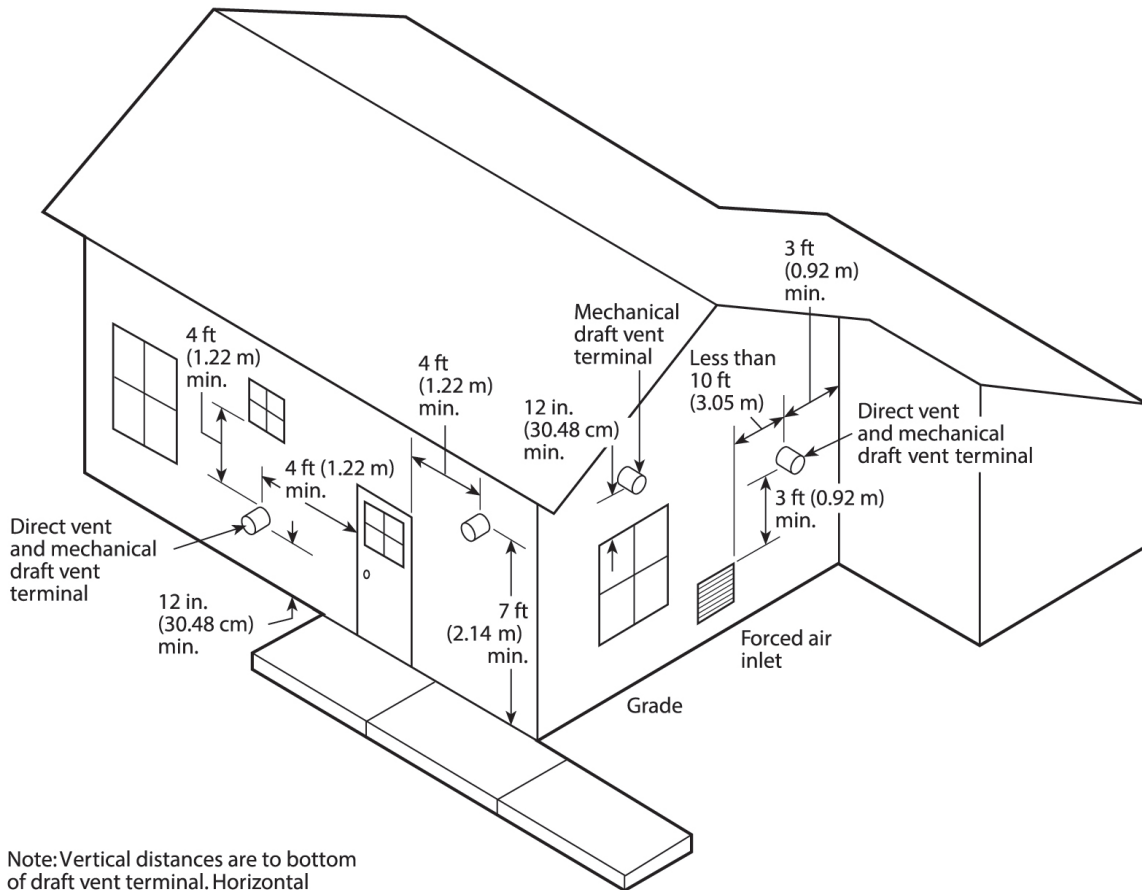 3 ft
(0.92 m)
min.
Mechanical
draft vent
terminal
4 ft
(1.22 m)
min.
4 ft
(1.22 m)
min.
Less than
10 ft
(3.05 m)
12 in.
(30.48 cm)
min.
Direct vent
and mechanical
draft vent terminal
4 ft (1.22 m)
min.
3 ft (0.92 m)
min.
Direct vent
and mechanical
draft vent
terminal
12 in.
(30.48 cm)
min.
7 ft
(2.14 m)
min.
Forced air
inlet
Grade
Note: Vertical distances are to bottom
of draft vent terminal. Horizontal